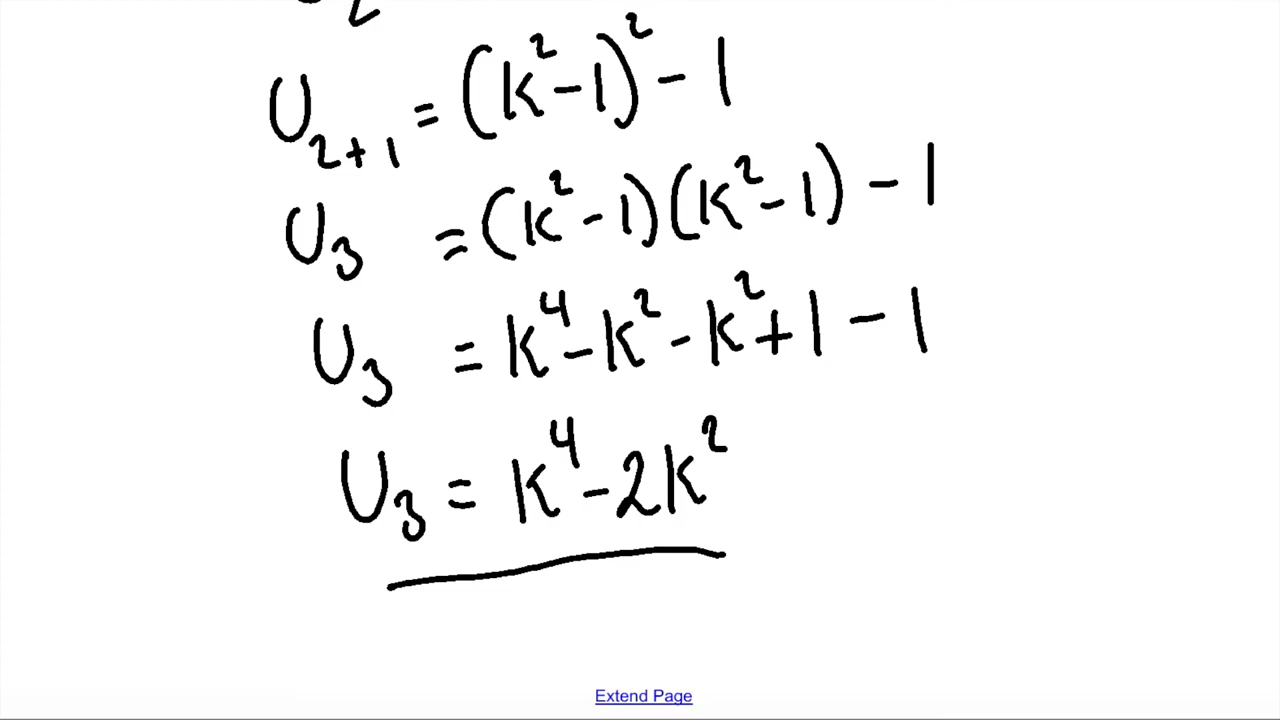 2
U₂₊₁ = (k² - 1)² - 1
U₃ = (k² - 1)(k² - 1) - 1
U₃ = k⁴ - k² - k² + 1 - 1
U₃ = k⁴ - 2k²
Extend Page